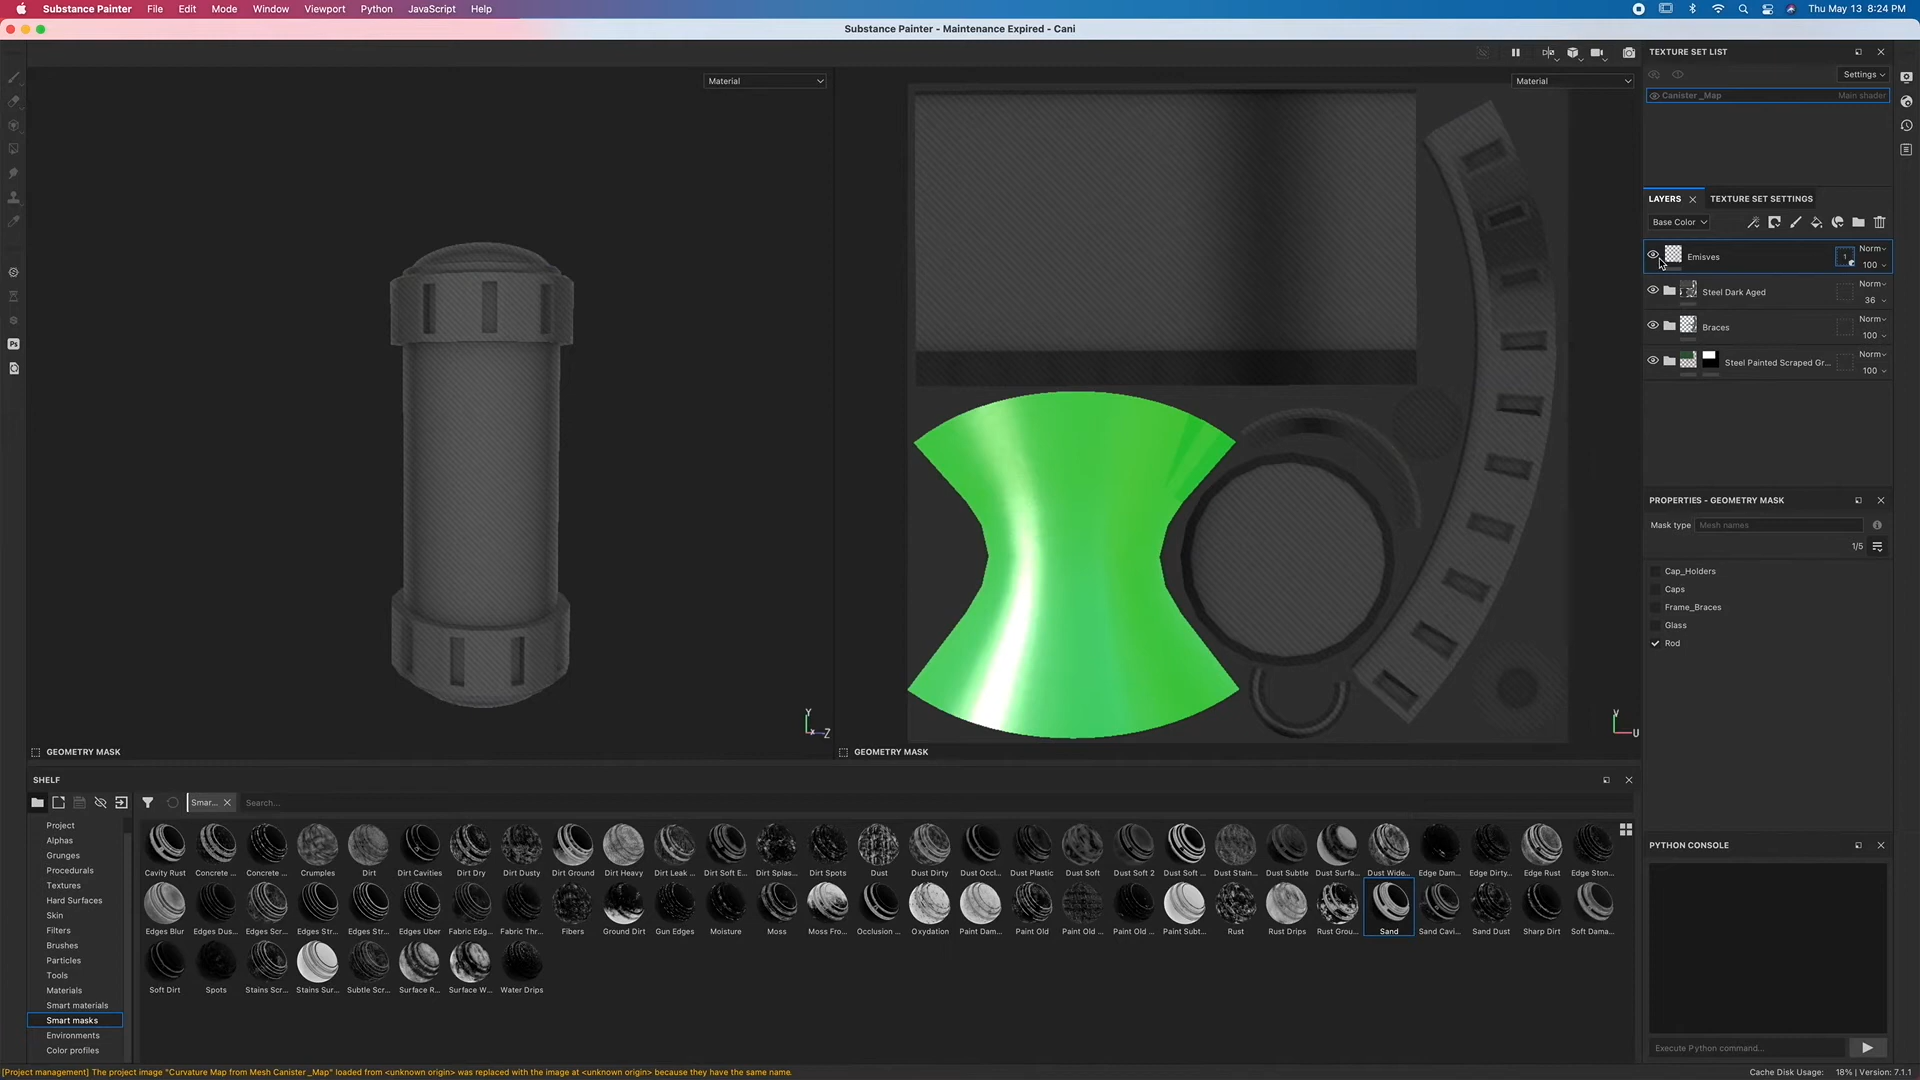 Substance Painter File Edit Mode Window Viewport Python JavaScript Help
Thu May 13 8:24 PM
Substance Painter - Maintenance Expired - Cani
Material
Material
TEXTURE SET LIST
Settings
Canister_Map Main shader
LAYERS
TEXTURE SET SETTINGS
Base Color
Emisves
1
Norm
100
Steel Dark Aged
Norm
36
Braces
Norm
100
Steel Painted Scraped Gr...
Norm
100
PROPERTIES - GEOMETRY MASK
Mask type Mesh names
1/5
Cap_Holders
Caps
Frame_Braces
Glass
Rod
Y
Z
V
U
GEOMETRY MASK
GEOMETRY MASK
Ps
SHELF
Smar...
Search...
Project
Alphas
Grunges
Procedurals
Textures
Hard Surfaces
Skin
Filters
Brushes
Particles
Tools
Materials
Smart materials
Smart masks
Environments
Color profiles
Cavity Rust Concrete ... Concrete ... Crumples Dirt Dirt Cavities Dirt Dry Dirt Dusty Dirt Ground Dirt Heavy Dirt Leak ... Dirt Soft E... Dirt Splas... Dirt Spots Dust Dust Dirty Dust Occl... Dust Plastic Dust Soft Dust Soft 2 Dust Soft ... Dust Stain... Dust Subtle Dust Surfa... Dust Wide... Edge Dam... Edge Dirty... Edge Rust Edge Ston...
Edges Blur Edges Dus... Edges Scr... Edges Str... Edges Str... Edges Uber Fabric Edg... Fabric Thr... Fibers Ground Dirt Gun Edges Moisture Moss Moss Fro... Occlusion ... Oxydation Paint Dam... Paint Old Paint Old ... Paint Old ... Paint Subt... Rust Rust Drips Rust Grou... Sand Sand Cavi... Sand Dust Sharp Dirt Soft Dama...
Soft Dirt Spots Stains Scr... Stains Sur... Subtle Scr... Surface R... Surface W... Water Drips
PYTHON CONSOLE
Execute Python command...
[Project management] The project image "Curvature Map from Mesh Canister_Map" loaded from <unknown origin> was replaced with the image at <unknown origin> because they have the same name.
Cache Disk Usage: 18% | Version: 7.1.1